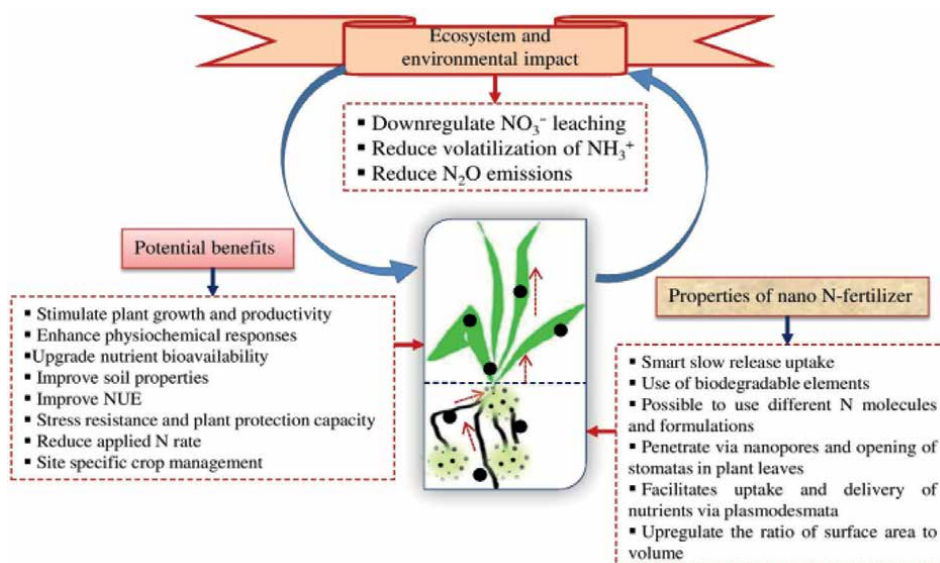 Ecosystem and
environmental impact
▪ Downregulate NO₃⁻ leaching
▪ Reduce volatilization of NH₃⁺
▪ Reduce N₂O emissions
Potential benefits
▪ Stimulate plant growth and productivity
▪ Enhance physiochemical responses
▪Upgrade nutrient bioavailability
▪ Improve soil properties
▪ Improve NUE
▪ Stress resistance and plant protection capacity
▪ Reduce applied N rate
▪ Site specific crop management
Properties of nano N-fertilizer
▪ Smart slow release uptake
▪ Use of biodegradable elements
▪ Possible to use different N molecules
and formulations
▪ Penetrate via nanopores and opening of
stomatas in plant leaves
▪ Facilitates uptake and delivery of
nutrients via plasmodesmata
▪ Upregulate the ratio of surface area to
volume